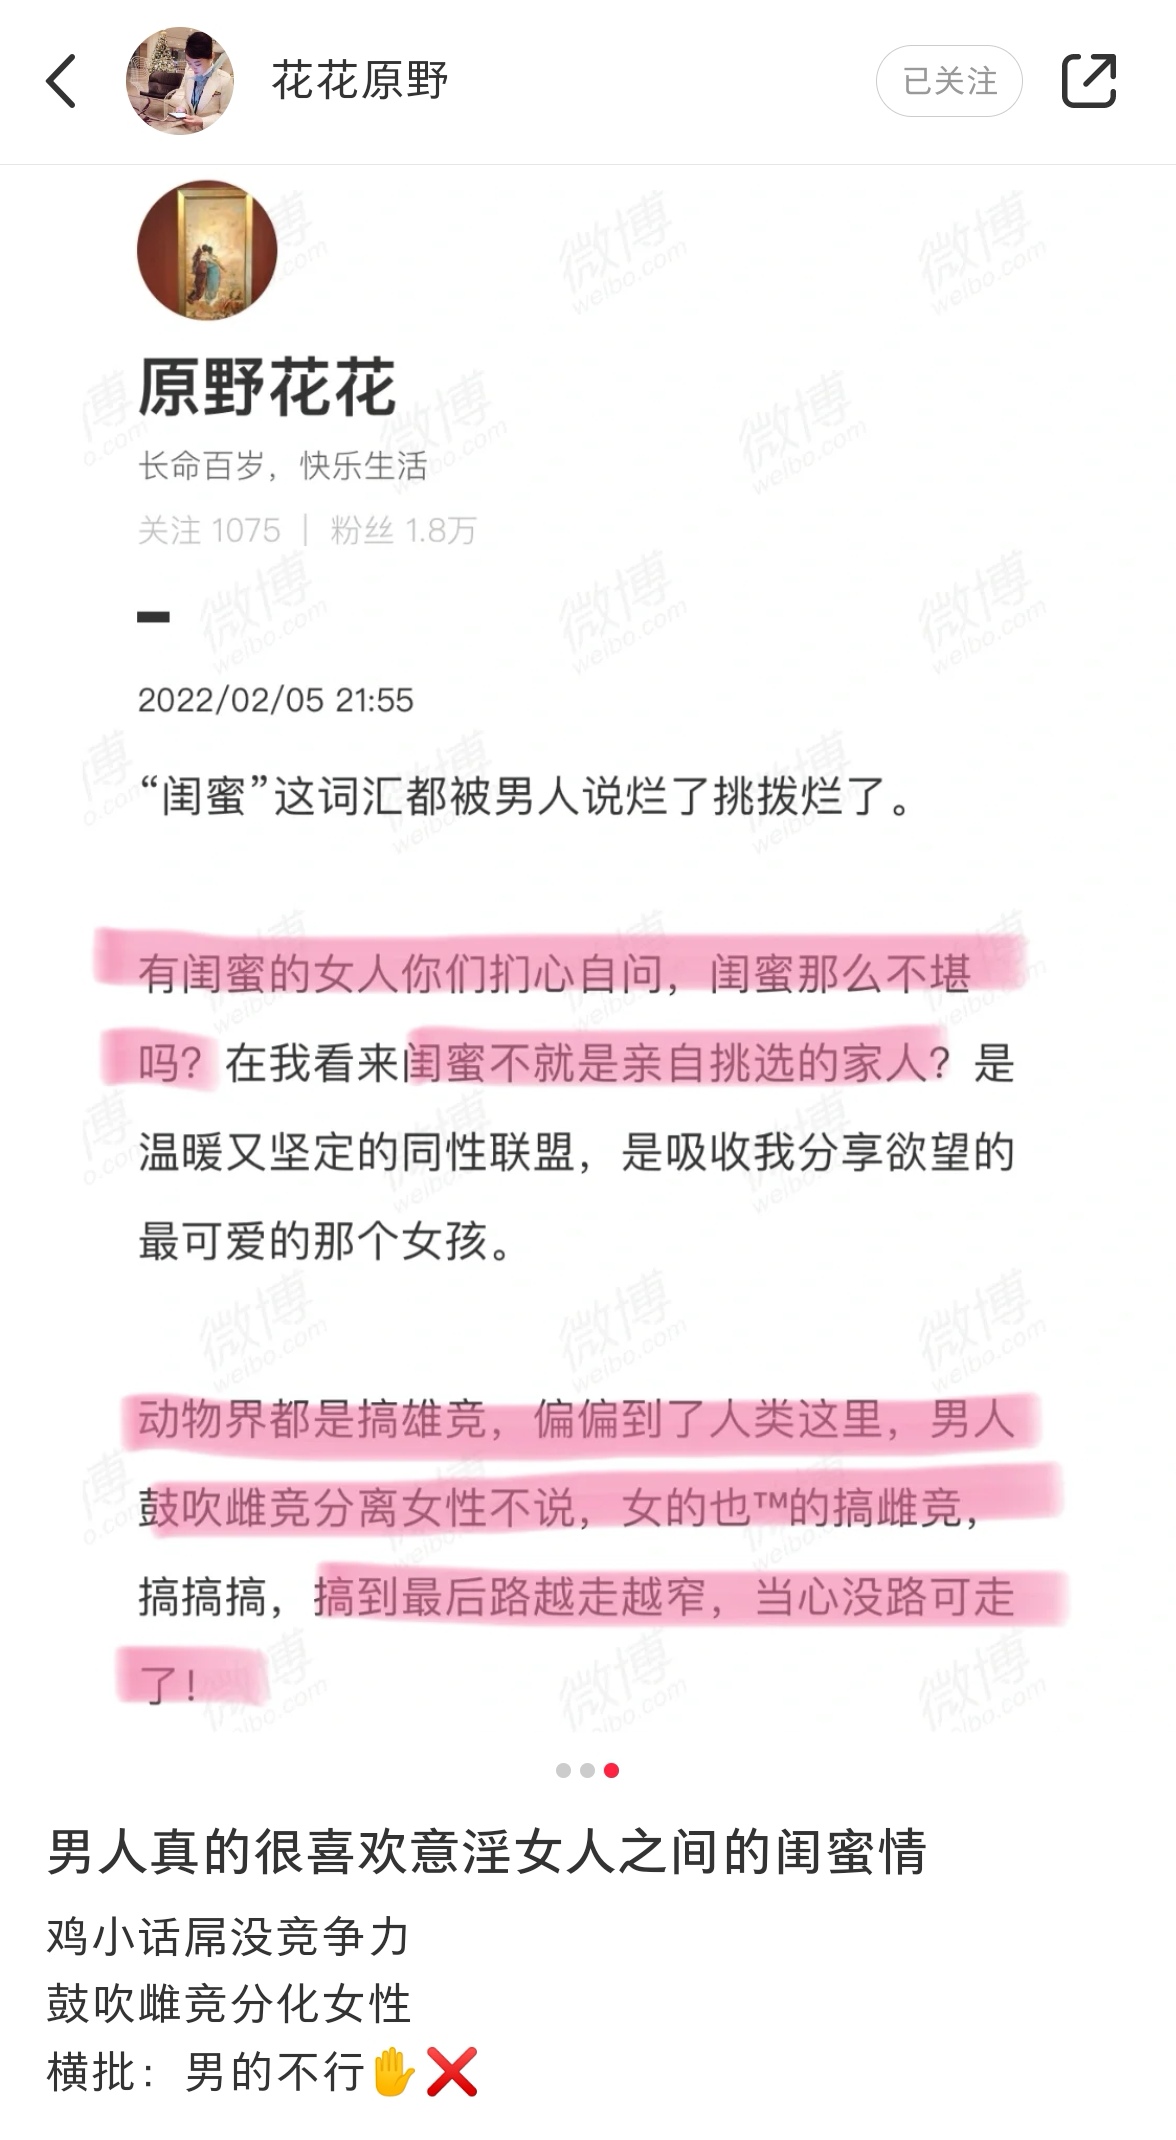 花花原野
已关注
原野花花
长命百岁，快乐生活
关注 1075 | 粉丝 1.8万
2022/02/05 21:55
“闺蜜”这词汇都被男人说烂了挑拨烂了。
有闺蜜的女人你们扪心自问，闺蜜那么不堪
吗？在我看来闺蜜不就是亲自挑选的家人？是
温暖又坚定的同性联盟，是吸收我分享欲望的
最可爱的那个女孩。
动物界都是搞雄竞，偏偏到了人类这里，男人
鼓吹雌竞分离女性不说，女的也™的搞雌竞，
搞搞搞，搞到最后路越走越窄，当心没路可走
了！
男人真的很喜欢意淫女人之间的闺蜜情
鸡小话屌没竞争力
鼓吹雌竞分化女性
横批：男的不行✋❌
微博
weibo.com